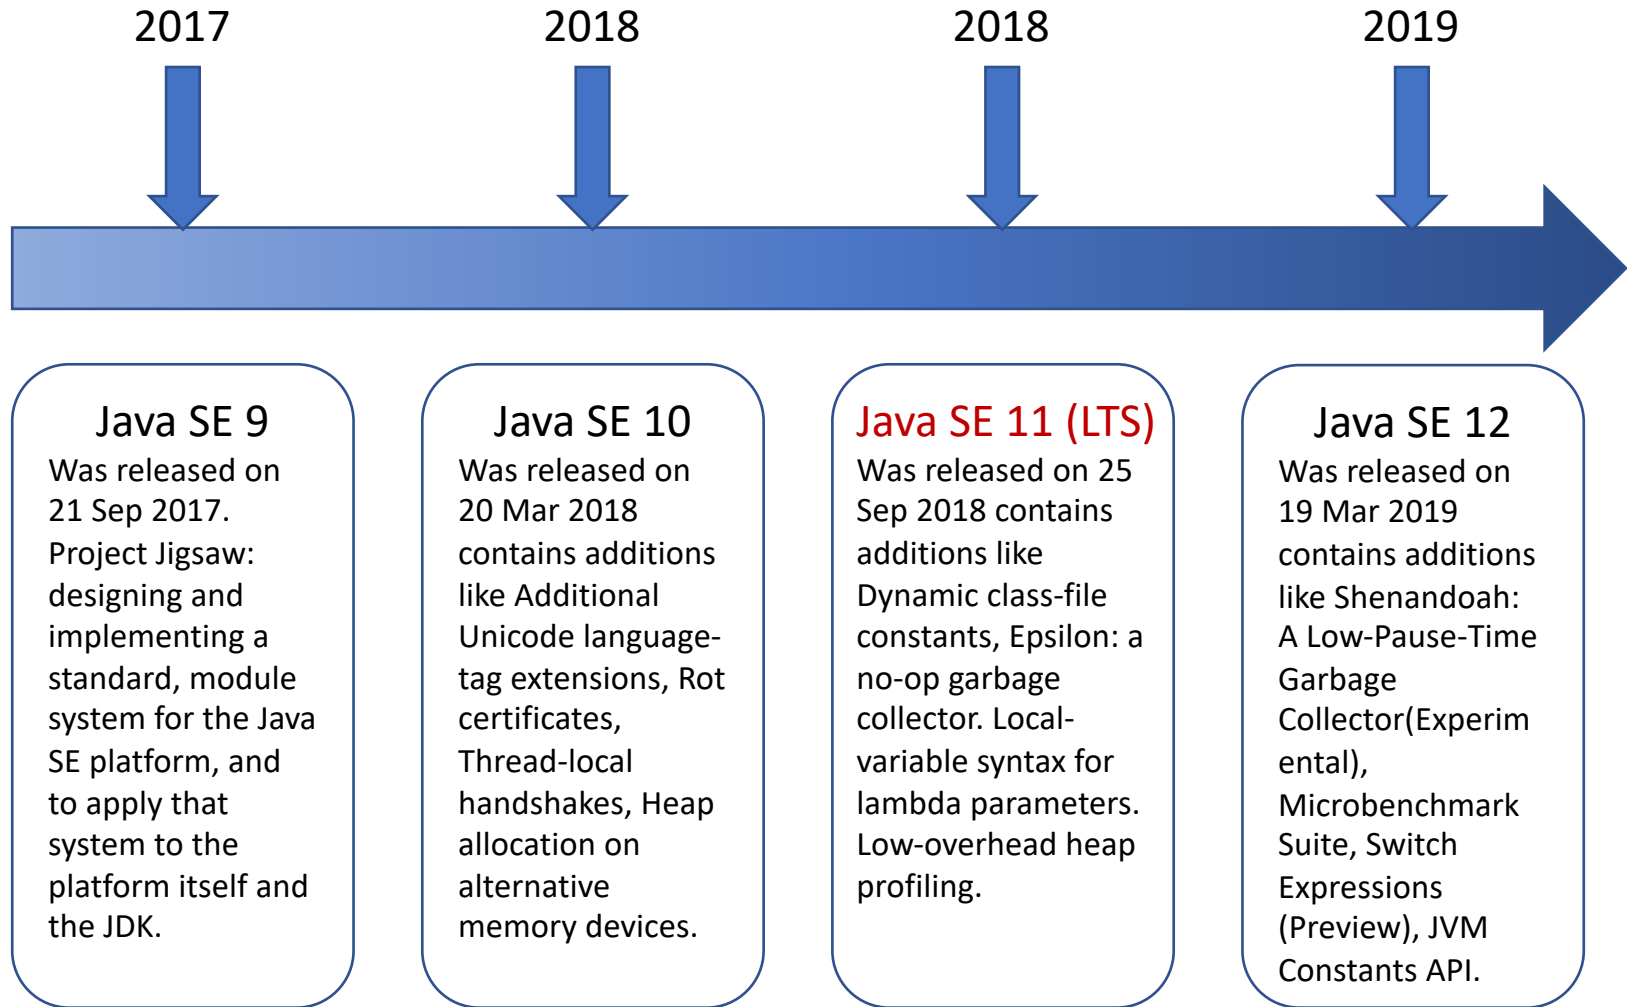 2017
2018
2018
2019
Java SE 9
Was released on
21 Sep 2017.
Project Jigsaw:
designing and
implementing a
standard, module
system for the Java
SE platform, and
to apply that
system to the
platform itself and
the JDK.
Java SE 10
Was released on
20 Mar 2018
contains additions
like Additional
Unicode language-
tag extensions, Rot
certificates,
Thread-local
handshakes, Heap
allocation on
alternative
memory devices.
Java SE 11 (LTS)
Was released on 25
Sep 2018 contains
additions like
Dynamic class-file
constants, Epsilon: a
no-op garbage
collector. Local-
variable syntax for
lambda parameters.
Low-overhead heap
profiling.
Java SE 12
Was released on
19 Mar 2019
contains additions
like Shenandoah:
A Low-Pause-Time
Garbage
Collector(Experim
ental),
Microbenchmark
Suite, Switch
Expressions
(Preview), JVM
Constants API.